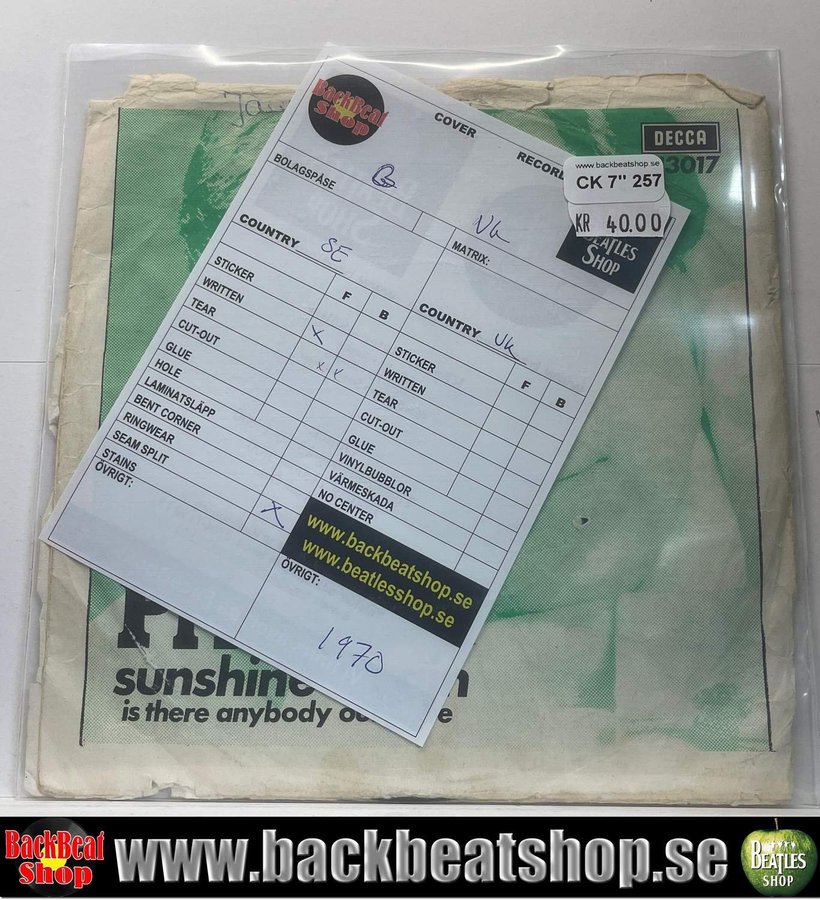 DECCA
3017
www.backbeatshop.se
CK 7" 257
KR 40.00
BackBeat
Shop
COVER
RECORD
BOLAGSPÅSE
MATRIX:
BEATLES
SHOP
COUNTRY SE
F B
STICKER
WRITTEN
TEAR
CUT-OUT
GLUE
HOLE
LAMINATSLÄPP
BENT CORNER
RINGWEAR
SEAM SPLIT
STAINS
ÖVRIGT:
COUNTRY UK
F B
STICKER
WRITTEN
TEAR
CUT-OUT
GLUE
VINYLBUBBLOR
VÄRMESKADA
NO CENTER
www.backbeatshop.se
www.beatlesshop.se
ÖVRIGT:
1970
sunshine
is there anybody
BackBeat
Shop
www.backbeatshop.se
BEATLES
SHOP